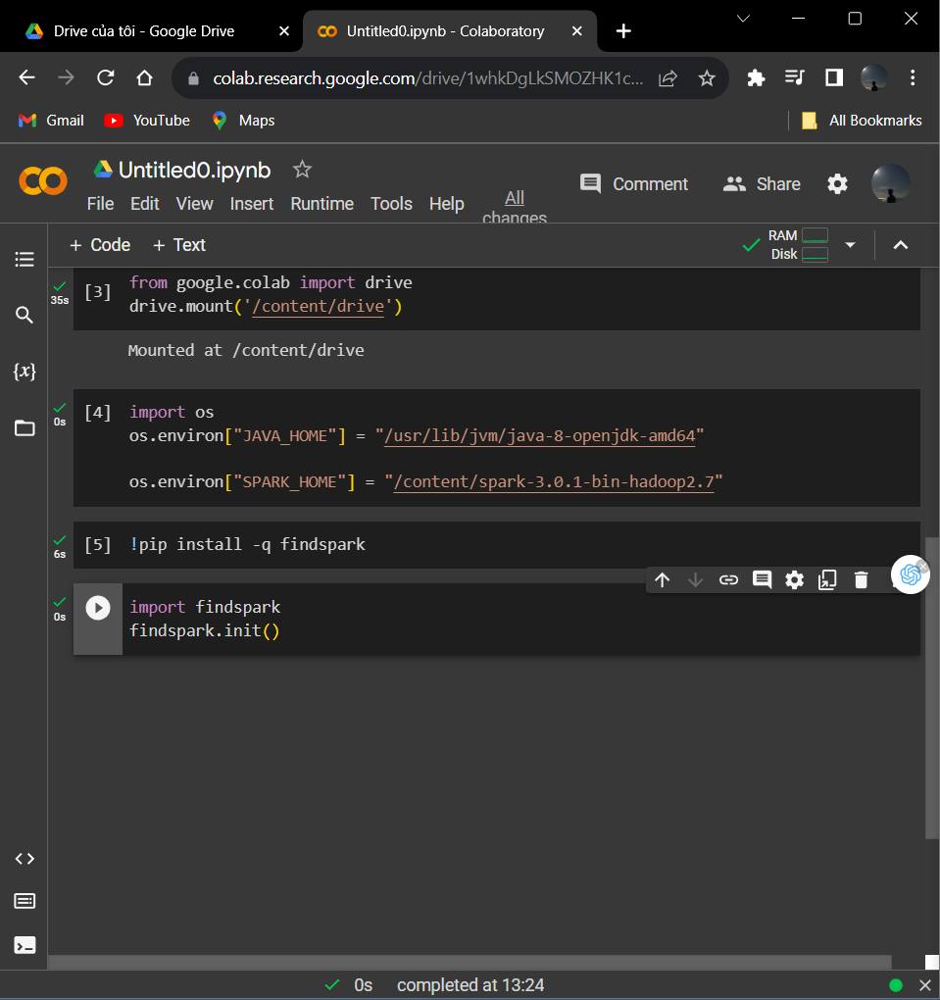 Drive của tôi - Google Drive
Untitled0.ipynb - Colaboratory
colab.research.google.com/drive/1whkDgLkSMOZHK1c...
Gmail YouTube Maps All Bookmarks
Untitled0.ipynb
File Edit View Insert Runtime Tools Help All changes
Comment Share
+ Code + Text
RAM
Disk
35s
[3] from google.colab import drive
drive.mount('/content/drive')
Mounted at /content/drive
0s
[4] import os
os.environ["JAVA_HOME"] = "/usr/lib/jvm/java-8-openjdk-amd64"
os.environ["SPARK_HOME"] = "/content/spark-3.0.1-bin-hadoop2.7"
6s
[5] !pip install -q findspark
0s
import findspark
findspark.init()
{x}
0s completed at 13:24